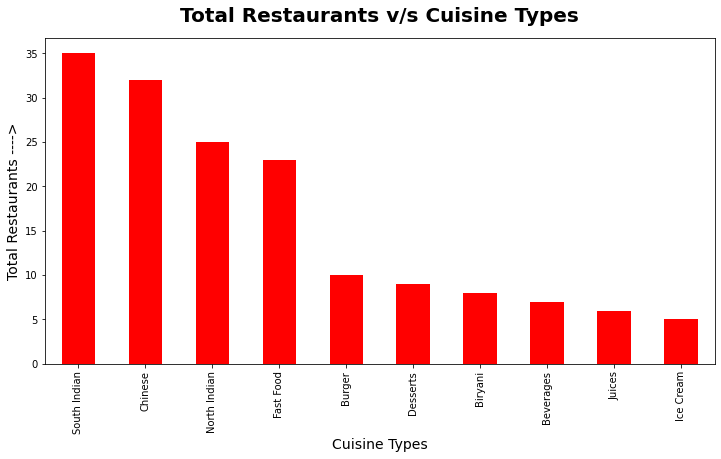 Total Restaurants v/s Cuisine Types
Total Restaurants ---->
35
30
25
20
15
10
5
0
South Indian
Chinese
North Indian
Fast Food
Burger
Desserts
Biryani
Beverages
Juices
Ice Cream
Cuisine Types